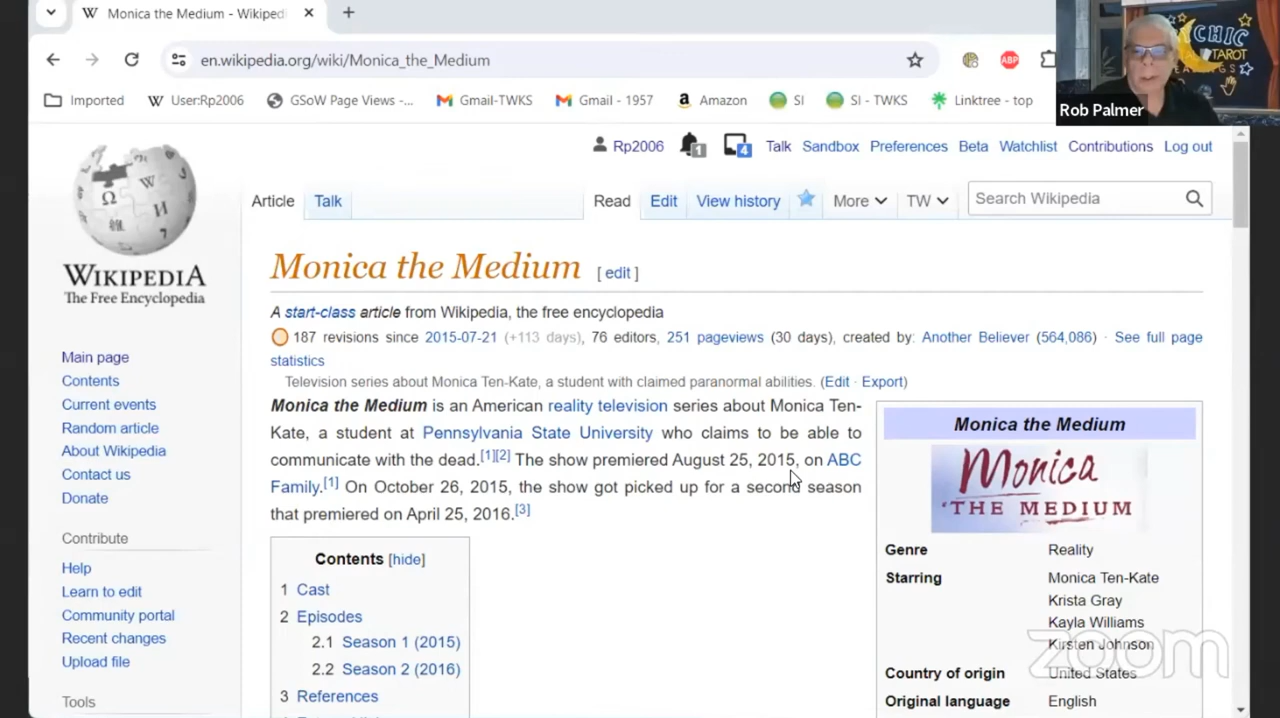 Monica the Medium - Wikiped
en.wikipedia.org/wiki/Monica_the_Medium
ABP
CHIC
TAROT
Rob Palmer
Imported
User:Rp2006
GSoW Page Views -...
Gmail-TWKS
Gmail - 1957
Amazon
SI
SI - TWKS
Linktree - top
Rp2006
1
4
Talk
Sandbox
Preferences
Beta
Watchlist
Contributions
Log out
WIKIPEDIA
The Free Encyclopedia
Article
Talk
Read
Edit
View history
More
TW
Search Wikipedia
Monica the Medium [ edit ]
A start-class article from Wikipedia, the free encyclopedia
187 revisions since 2015-07-21 (+113 days), 76 editors, 251 pageviews (30 days), created by: Another Believer (564,086) · See full page
statistics
Television series about Monica Ten-Kate, a student with claimed paranormal abilities. (Edit · Export)
Monica the Medium is an American reality television series about Monica Ten-
Kate, a student at Pennsylvania State University who claims to be able to
communicate with the dead.[1][2] The show premiered August 25, 2015, on ABC
Family.[1] On October 26, 2015, the show got picked up for a second season
that premiered on April 25, 2016.[3]
Main page
Contents
Current events
Random article
About Wikipedia
Contact us
Donate
Contribute
Help
Learn to edit
Community portal
Recent changes
Upload file
Tools
Contents [hide]
1 Cast
2 Episodes
2.1 Season 1 (2015)
2.2 Season 2 (2016)
3 References
Monica the Medium
Monica
THE MEDIUM
Genre Reality
Starring Monica Ten-Kate
Krista Gray
Kayla Williams
Kirsten Johnson
Country of origin United States
Original language English
zoom